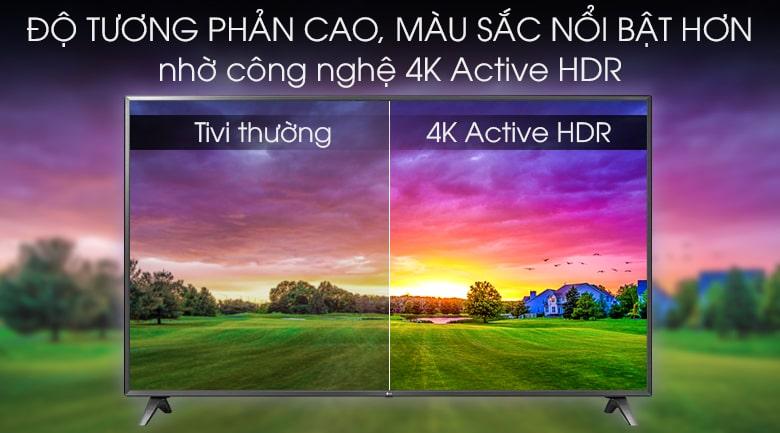 ĐỘ TƯƠNG PHẢN CAO, MÀU SẮC NỔI BẬT HƠN
nhờ công nghệ 4K Active HDR
Tivi thường
4K Active HDR
LG